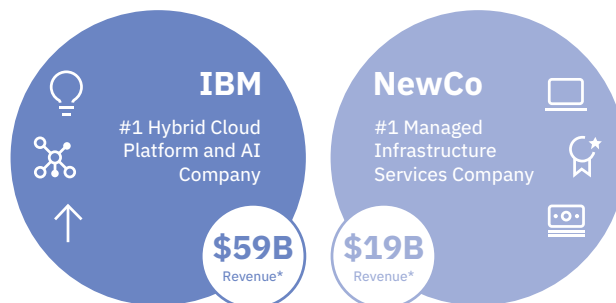 IBM
#1 Hybrid Cloud
Platform and AI
Company
$59B
Revenue*
NewCo
#1 Managed
Infrastructure
Services Company
$19B
Revenue*